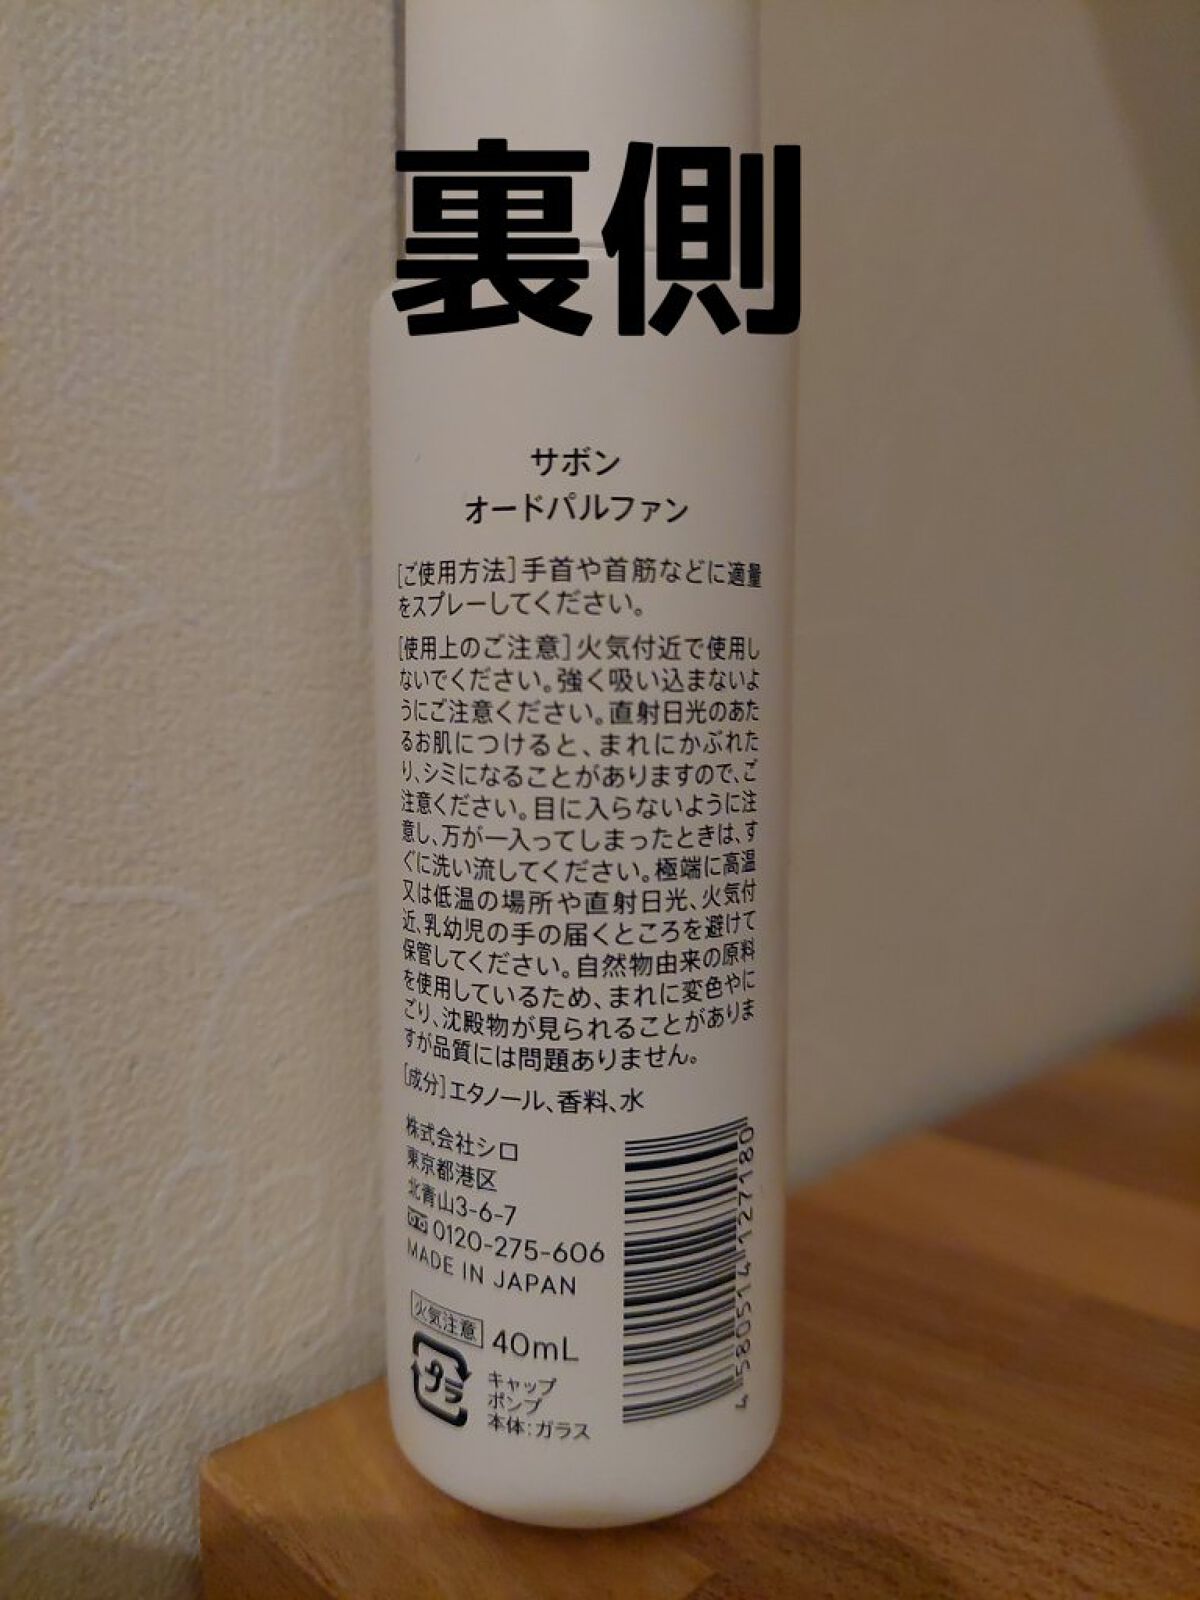 裏側
サボン
オードパルファン
[ご使用方法]手首や首筋などに適量
をスプレーしてください。
[使用上のご注意]火気付近で使用し
ないでください。強く吸い込まないよ
うにご注意ください。直射日光のあた
るお肌につけると、まれにかぶれた
り、シミになることがありますので、ご
注意ください。目に入らないように注
意し、万が一入ってしまったときは、す
ぐに洗い流してください。極端に高温
又は低温の場所や直射日光、火気付
近、乳幼児の手の届くところを避けて
保管してください。自然物由来の原料
を使用しているため、まれに変色やに
ごり、沈殿物が見られることがありま
すが品質には問題ありません。
[成分]エタノール、香料、水
株式会社シロ
東京都港区
北青山3-6-7
0120-275-606
MADE IN JAPAN
火気注意 40mL
プラ
キャップ
ポンプ
本体:ガラス
4580514127180